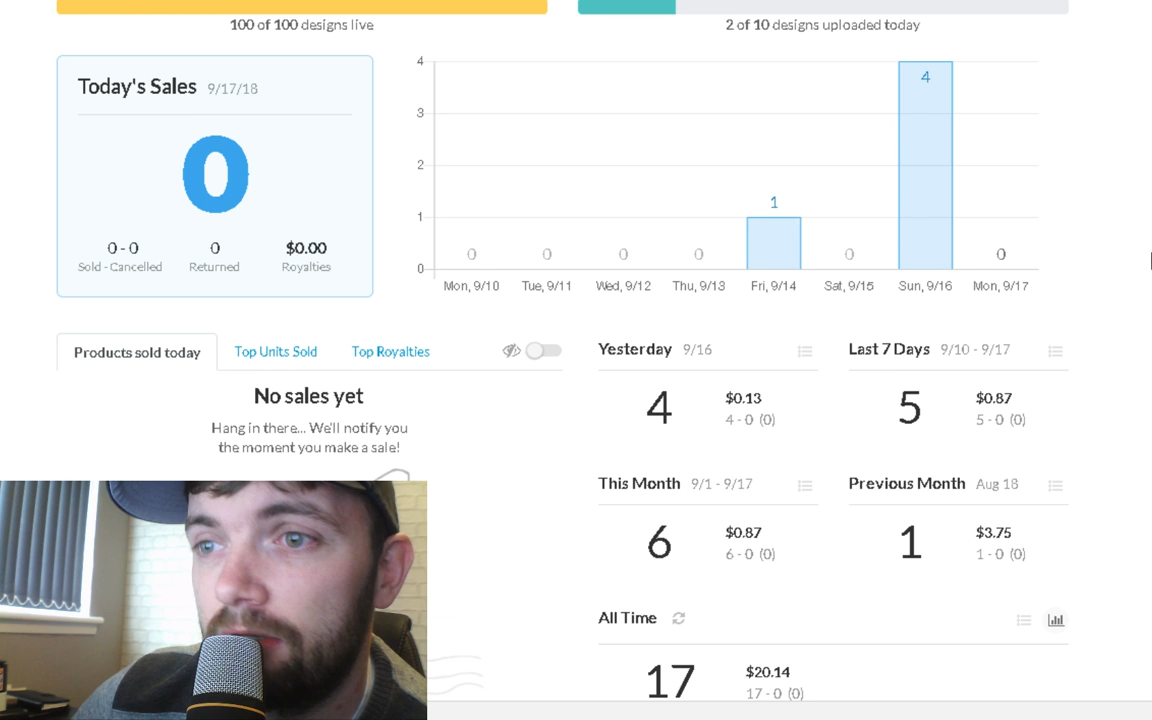 100 of 100 designs live
2 of 10 designs uploaded today
Today's Sales 9/17/18
0
0 - 0 0 $0.00
Sold - Cancelled Returned Royalties
4
3
2
1
0
0 0 0 0 1 0 4 0
Mon, 9/10 Tue, 9/11 Wed, 9/12 Thu, 9/13 Fri, 9/14 Sat, 9/15 Sun, 9/16 Mon, 9/17
Products sold today Top Units Sold Top Royalties
No sales yet
Hang in there... We'll notify you
the moment you make a sale!
Yesterday 9/16
4 $0.13
4 - 0 (0)
Last 7 Days 9/10 - 9/17
5 $0.87
5 - 0 (0)
This Month 9/1 - 9/17
6 $0.87
6 - 0 (0)
Previous Month Aug 18
1 $3.75
1 - 0 (0)
All Time
17 $20.14
17 - 0 (0)